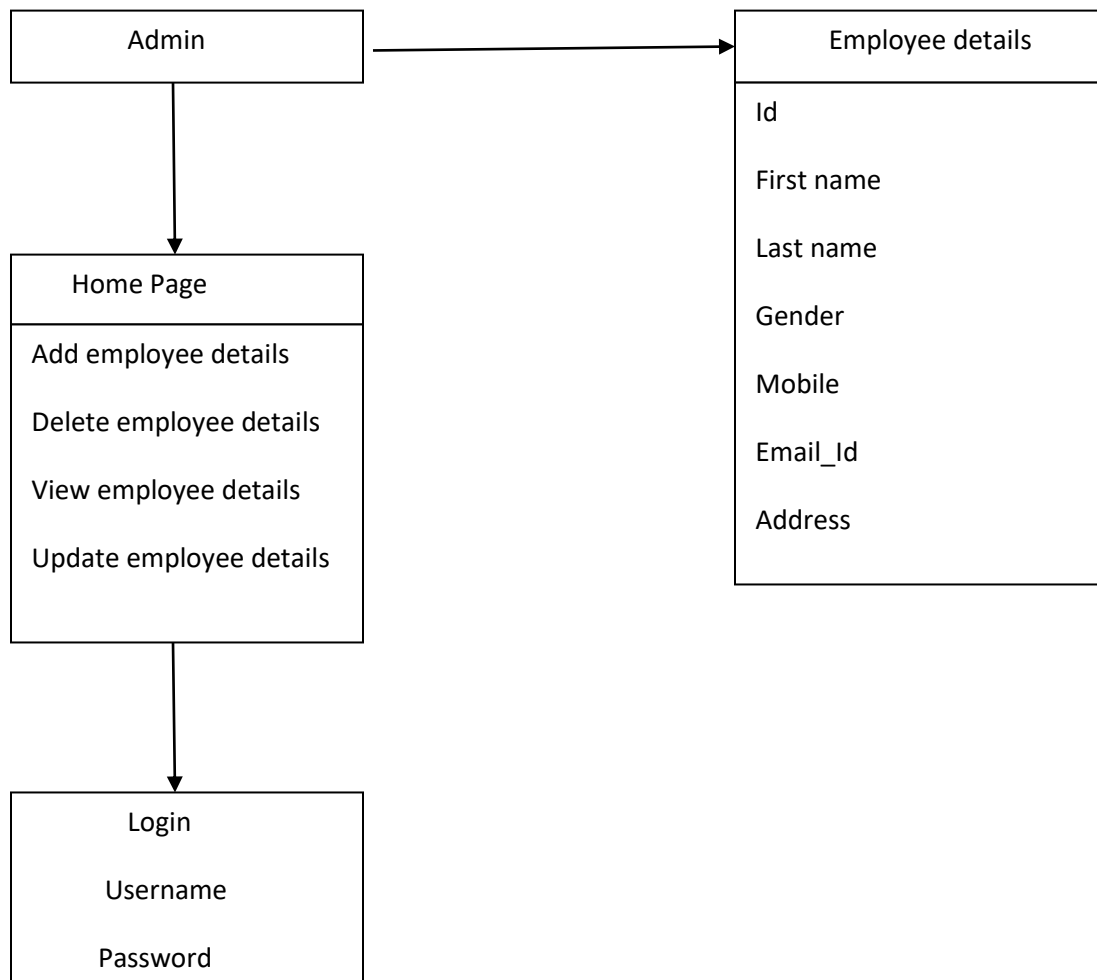 Admin
Employee details
Id
First name
Last name
Gender
Mobile
Email_Id
Address
Home Page
Add employee details
Delete employee details
View employee details
Update employee details
Login
Username
Password